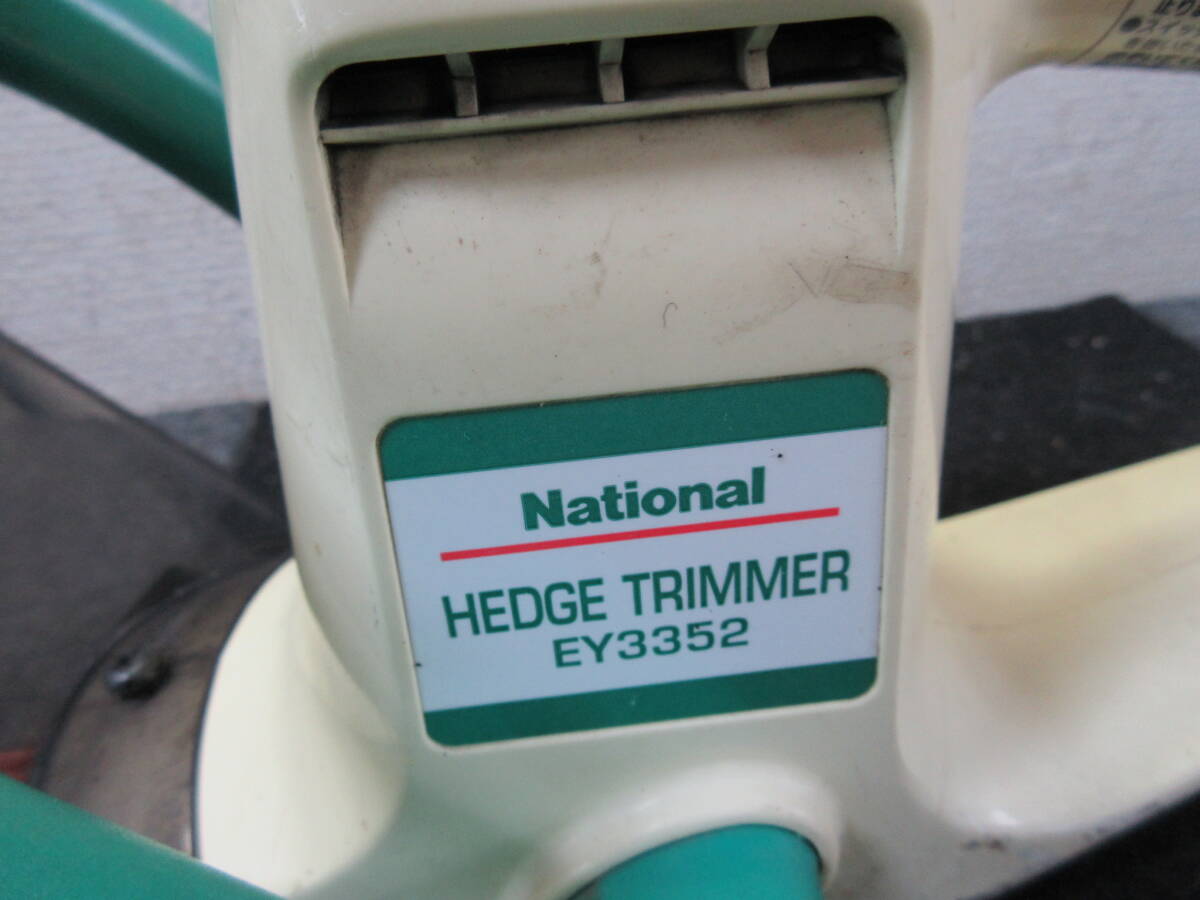 National
HEDGE TRIMMER
EY3352